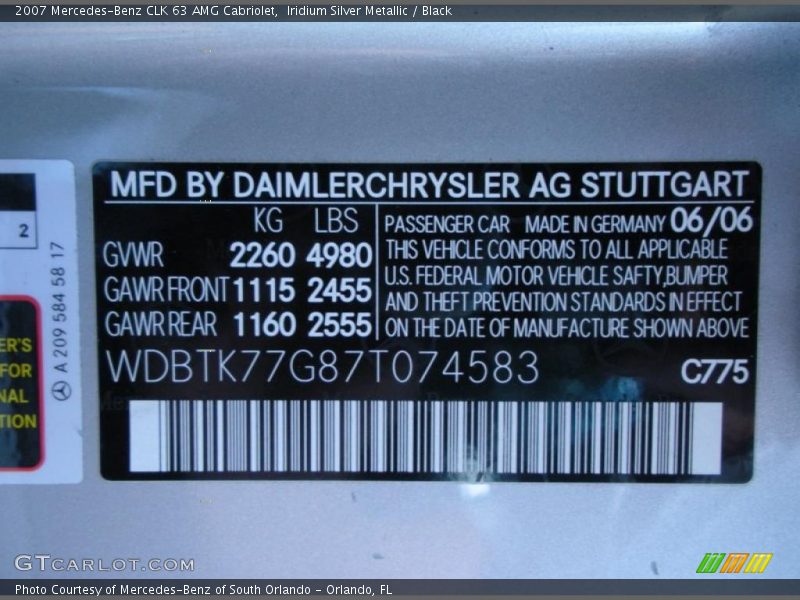 2007 Mercedes-Benz CLK 63 AMG Cabriolet, Iridium Silver Metallic / Black
2
ER'S
FOR
NAL
TION
A 209 584 58 17
MFD BY DAIMLERCHRYSLER AG STUTTGART
KG LBS
GVWR 2260 4980
GAWR FRONT 1115 2455
GAWR REAR 1160 2555
PASSENGER CAR MADE IN GERMANY 06/06
THIS VEHICLE CONFORMS TO ALL APPLICABLE
U.S. FEDERAL MOTOR VEHICLE SAFTY,BUMPER
AND THEFT PREVENTION STANDARDS IN EFFECT
ON THE DATE OF MANUFACTURE SHOWN ABOVE
WDBTK77G87T074583
C775
GTCARLOT.COM
Photo Courtesy of Mercedes-Benz of South Orlando - Orlando, FL